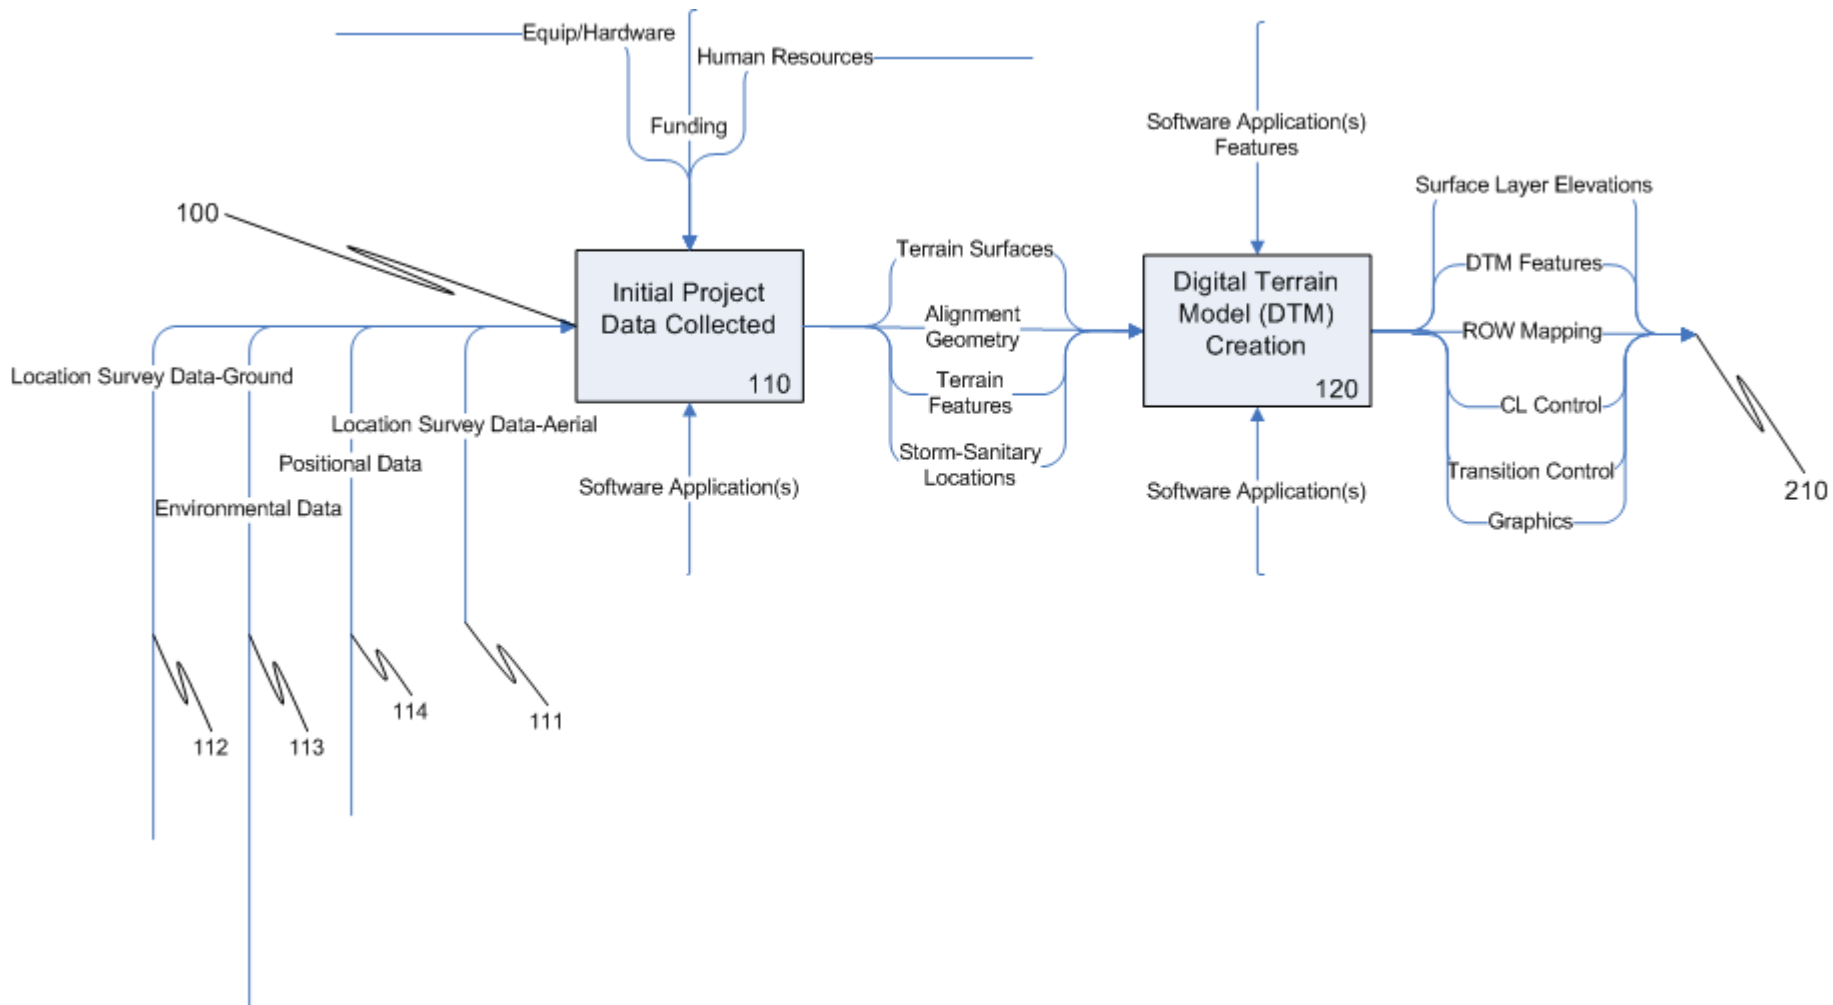 Equip/Hardware
Human Resources
Funding
Software Application(s)
Features
100
Initial Project
Data Collected
110
Terrain Surfaces
Alignment
Geometry
Terrain
Features
Storm-Sanitary
Locations
Digital Terrain
Model (DTM)
Creation
120
Surface Layer Elevations
DTM Features
ROW Mapping
CL Control
Transition Control
Graphics
210
Location Survey Data-Ground
Location Survey Data-Aerial
Positional Data
Environmental Data
Software Application(s)
Software Application(s)
112
113
114
111